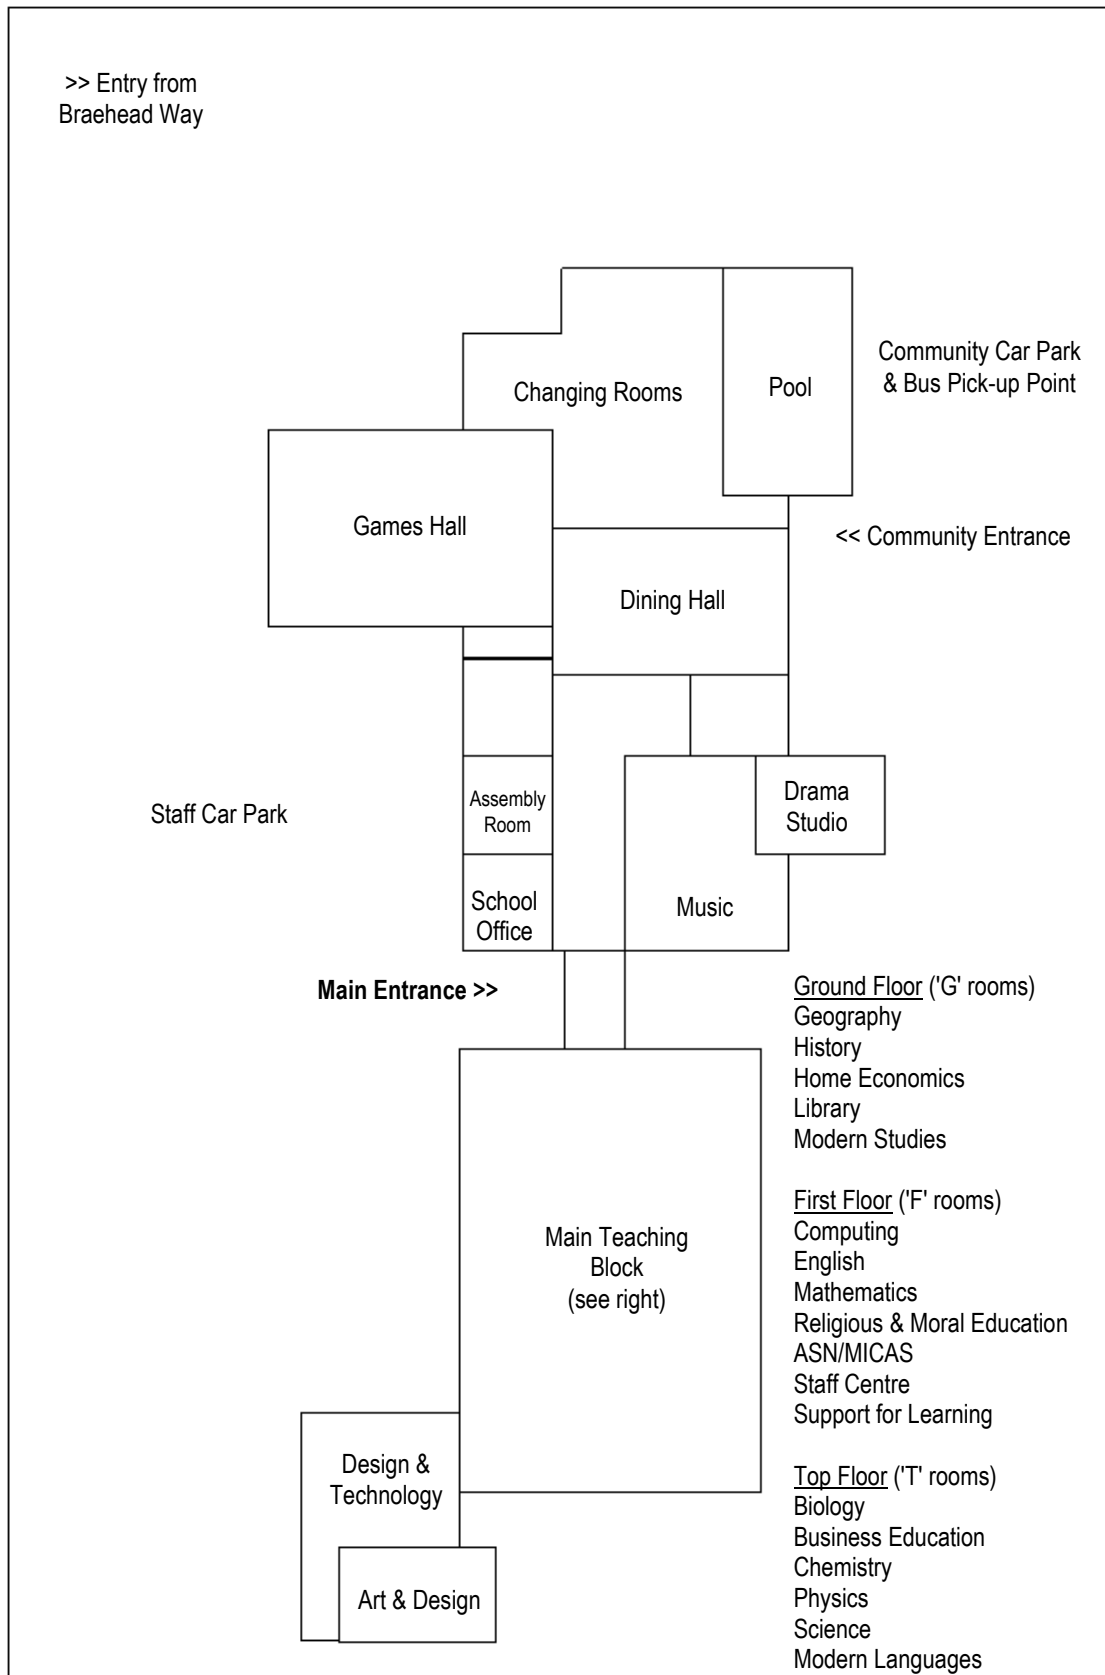 >> Entry from
Braehead Way
Community Car Park
& Bus Pick-up Point
Changing Rooms
Pool
Games Hall
<< Community Entrance
Dining Hall
Staff Car Park
Assembly
Room
Drama
Studio
School
Office
Music
Main Entrance >>
Ground Floor ('G' rooms)
Geography
History
Home Economics
Library
Modern Studies
First Floor ('F' rooms)
Computing
English
Mathematics
Religious & Moral Education
ASN/MICAS
Staff Centre
Support for Learning
Main Teaching
Block
(see right)
Design &
Technology
Art & Design
Top Floor ('T' rooms)
Biology
Business Education
Chemistry
Physics
Science
Modern Languages